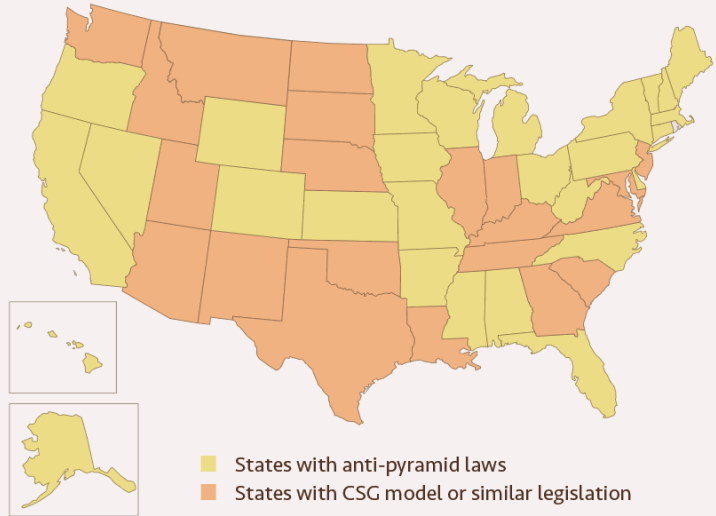 States with anti-pyramid laws
States with CSG model or similar legislation